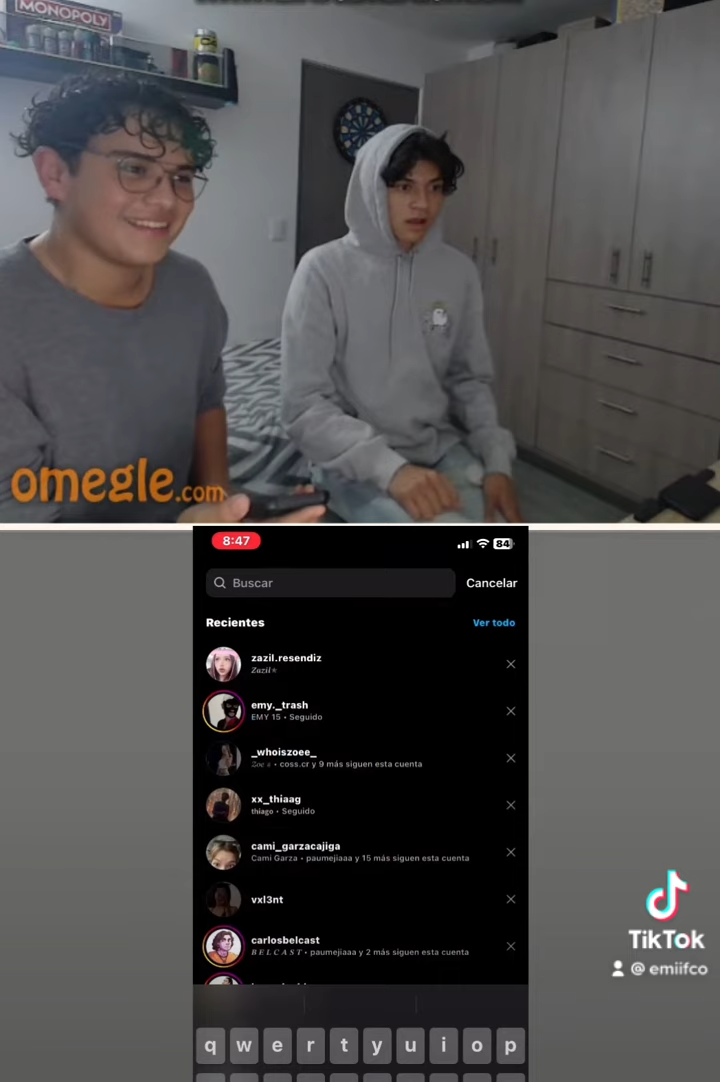 MONOPOLY
omegle.com
8:47
84
Buscar
Cancelar
Recientes
Ver todo
zazil.resendiz
Zazil
emy._trash
EMY 15 • Seguido
_whoiszoee_
Zoe s • coss.cr y 9 más siguen esta cuenta
xx_thiaag
thiago • Seguido
cami_garzacajiga
Cami Garza • paumejiaaa y 15 más siguen esta cuenta
vxl3nt
carlosbelcast
B E L C A S T • paumejiaaa y 2 más siguen esta cuenta
TikTok
@ emiifco
q w e r t y u i o p